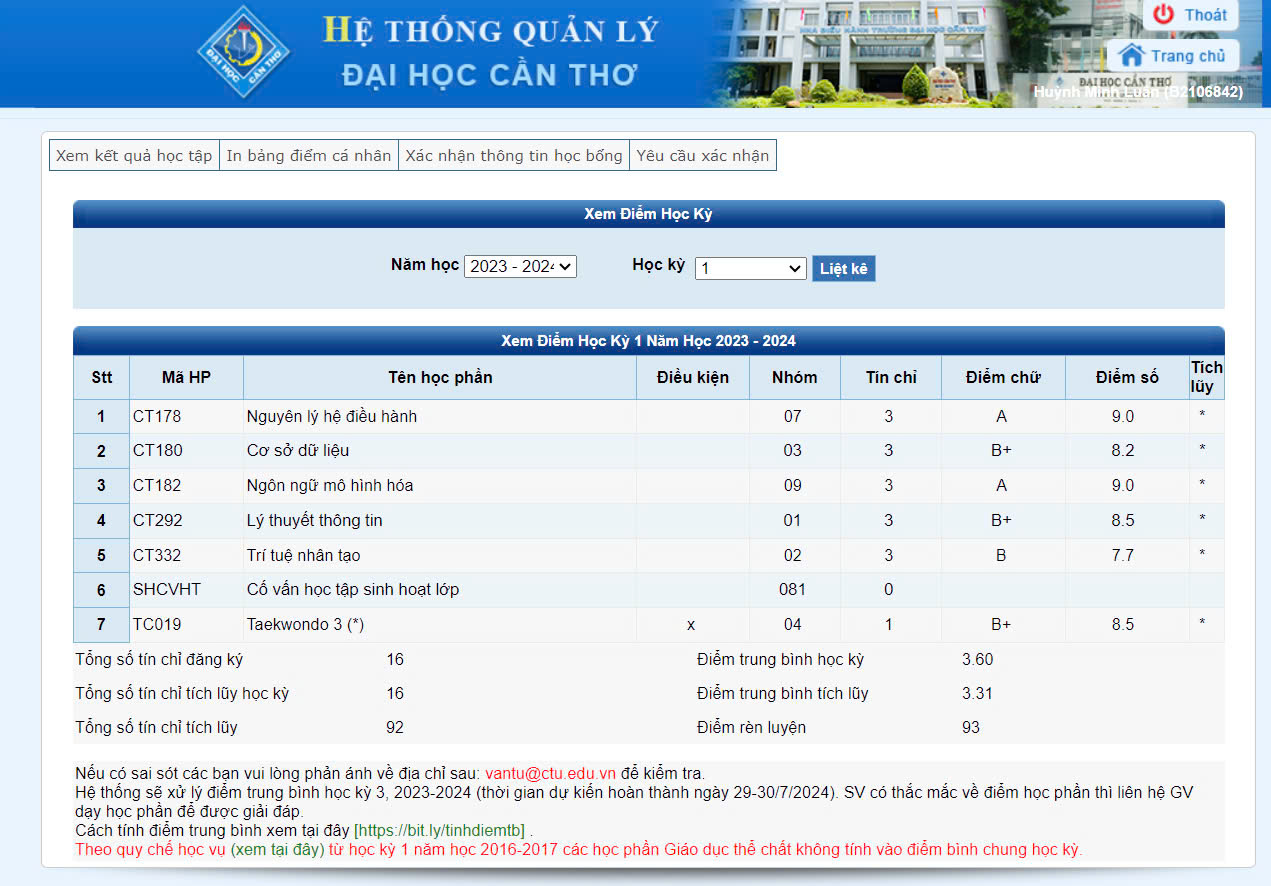 HỆ THỐNG QUẢN LÝ
ĐẠI HỌC CẦN THƠ
ĐẠI HỌC CẦN THƠ
NHÀ ĐIỀU HÀNH TRƯỜNG ĐẠI HỌC CẦN THƠ
Thoát
Trang chủ
ĐẠI HỌC CẦN THƠ
Huỳnh Minh Luân (B2106842)
Xem kết quả học tập In bảng điểm cá nhân Xác nhận thông tin học bổng Yêu cầu xác nhận
Xem Điểm Học Kỳ
Năm học 2023 - 202 Học kỳ 1 Liệt kê
Xem Điểm Học Kỳ 1 Năm Học 2023 - 2024
Stt Mã HP Tên học phần Điều kiện Nhóm Tín chỉ Điểm chữ Điểm số Tích lũy
1 CT178 Nguyên lý hệ điều hành 07 3 A 9.0 *
2 CT180 Cơ sở dữ liệu 03 3 B+ 8.2 *
3 CT182 Ngôn ngữ mô hình hóa 09 3 A 9.0 *
4 CT292 Lý thuyết thông tin 01 3 B+ 8.5 *
5 CT332 Trí tuệ nhân tạo 02 3 B 7.7 *
6 SHCVHT Cố vấn học tập sinh hoạt lớp 081 0
7 TC019 Taekwondo 3 (*) x 04 1 B+ 8.5 *
Tổng số tín chỉ đăng ký 16 Điểm trung bình học kỳ 3.60
Tổng số tín chỉ tích lũy học kỳ 16 Điểm trung bình tích lũy 3.31
Tổng số tín chỉ tích lũy 92 Điểm rèn luyện 93
Nếu có sai sót các bạn vui lòng phản ánh về địa chỉ sau: vantu@ctu.edu.vn để kiểm tra.
Hệ thống sẽ xử lý điểm trung bình học kỳ 3, 2023-2024 (thời gian dự kiến hoàn thành ngày 29-30/7/2024). SV có thắc mắc về điểm học phần thì liên hệ GV
dạy học phần để được giải đáp.
Cách tính điểm trung bình xem tại đây [https://bit.ly/tinhdiemtb] .
Theo quy chế học vụ (xem tại đây) từ học kỳ 1 năm học 2016-2017 các học phần Giáo dục thể chất không tính vào điểm bình chung học kỳ.